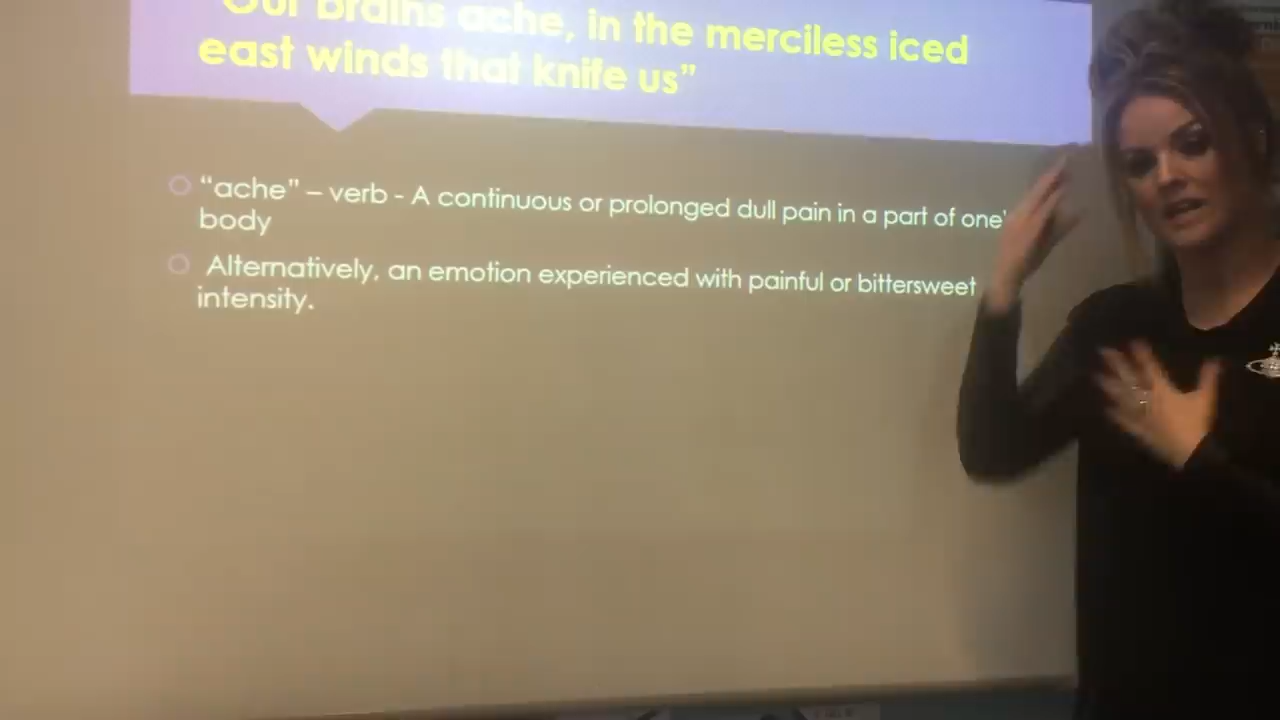 "Our brains ache, in the merciless iced
east winds that knife us”
“ache” – verb - A continuous or prolonged dull pain in a part of one'
body
Alternatively, an emotion experienced with painful or bittersweet
intensity.